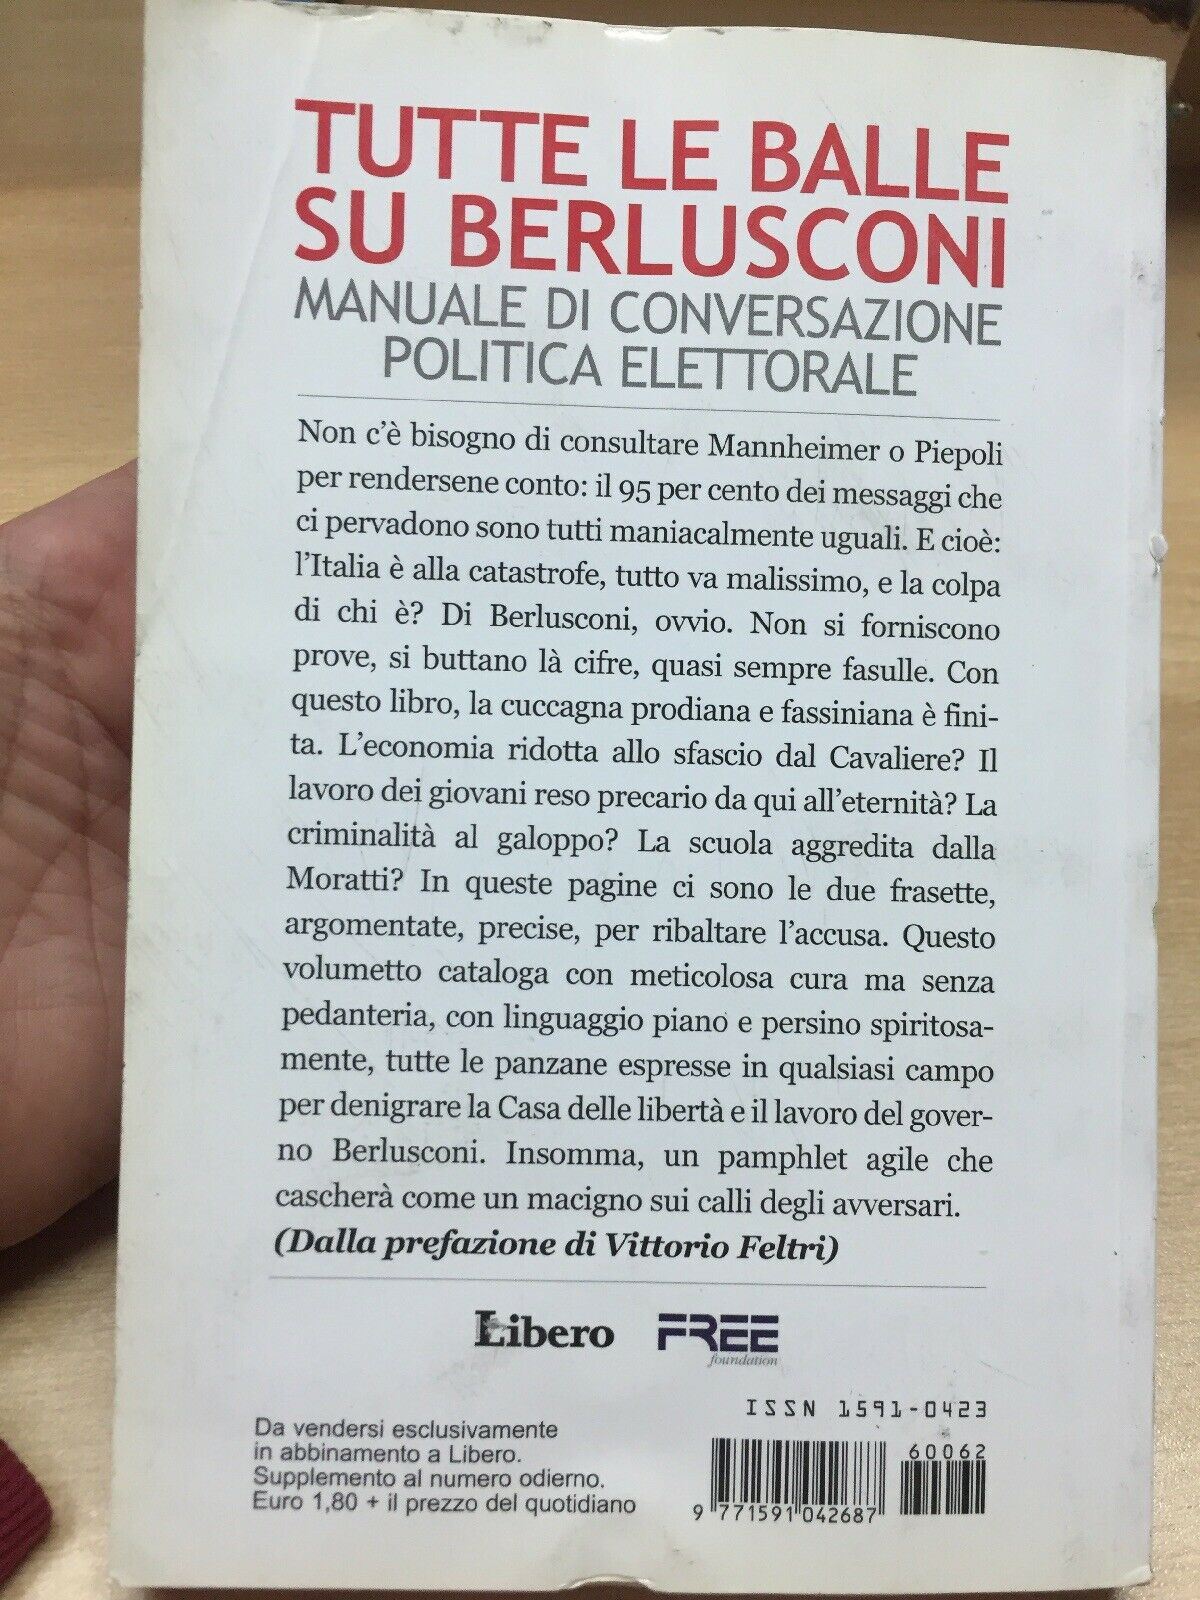 TUTTE LE BALLE
SU BERLUSCONI
MANUALE DI CONVERSAZIONE
POLITICA ELETTORALE
Non c'è bisogno di consultare Mannheimer o Piepoli
per rendersene conto: il 95 per cento dei messaggi che
ci pervadono sono tutti maniacalmente uguali. E cioè:
l'Italia è alla catastrofe, tutto va malissimo, e la colpa
di chi è? Di Berlusconi, ovvio. Non si forniscono
prove, si buttano là cifre, quasi sempre fasulle. Con
questo libro, la cuccagna prodiana e fassiniana è fini-
ta. L'economia ridotta allo sfascio dal Cavaliere? Il
lavoro dei giovani reso precario da qui all'eternità? La
criminalità al galoppo? La scuola aggredita dalla
Moratti? In queste pagine ci sono le due frasette,
argomentate, precise, per ribaltare l'accusa. Questo
volumetto cataloga con meticolosa cura ma senza
pedanteria, con linguaggio piano e persino spiritosa-
mente, tutte le panzane espresse in qualsiasi campo
per denigrare la Casa delle libertà e il lavoro del gover-
no Berlusconi. Insomma, un pamphlet agile che
cascherà come un macigno sui calli degli avversari.
(Dalla prefazione di Vittorio Feltri)
Libero FREE
foundation
ISSN 1591-0423
Da vendersi esclusivamente
in abbinamento a Libero.
Supplemento al numero odierno.
Euro 1,80 + il prezzo del quotidiano
60062
9 771591 042687